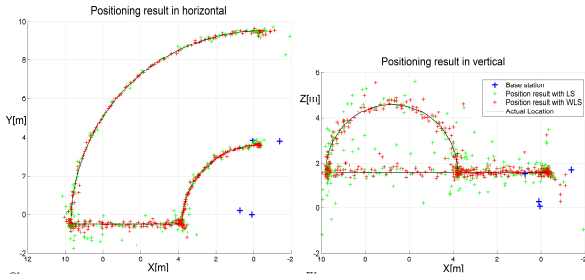 Positioning result in horizontal
10
8
6
Y[m]
4
2
0
-2
12 10 8 6 4 2 0 -2
X[m]
Positioning result in vertical
6
Z[m]
4
2
0
-2
10 8 6 4 2 0 -2
X[m]
Base station
Position result with LS
Position result with WLS
Actual Location